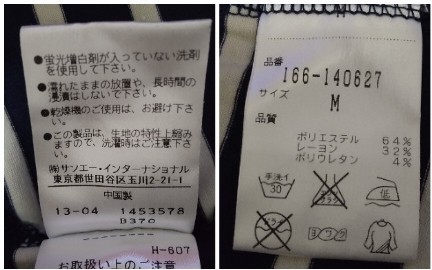 ●蛍光増白剤が入っていない洗剤
を使用して下さい。
●濡れたままの放置や、長時間の
浸漬はしないで下さい。
●乾燥機のご使用は、お避け下さ
い。
●この製品は、生地の特性上縮み
ますので、洗濯時はご注意下さ
い。
㈱サンエー・インターナショナル
東京都世田谷区玉川2-21-1
中国製
13-04 1453578
B370
H-607
お取扱い上のご注意
M
品番
166-140627
サイズ
M
品質
ポリエステル 64%
レーヨン 32%
ポリウレタン 4%
手洗イ
30
低